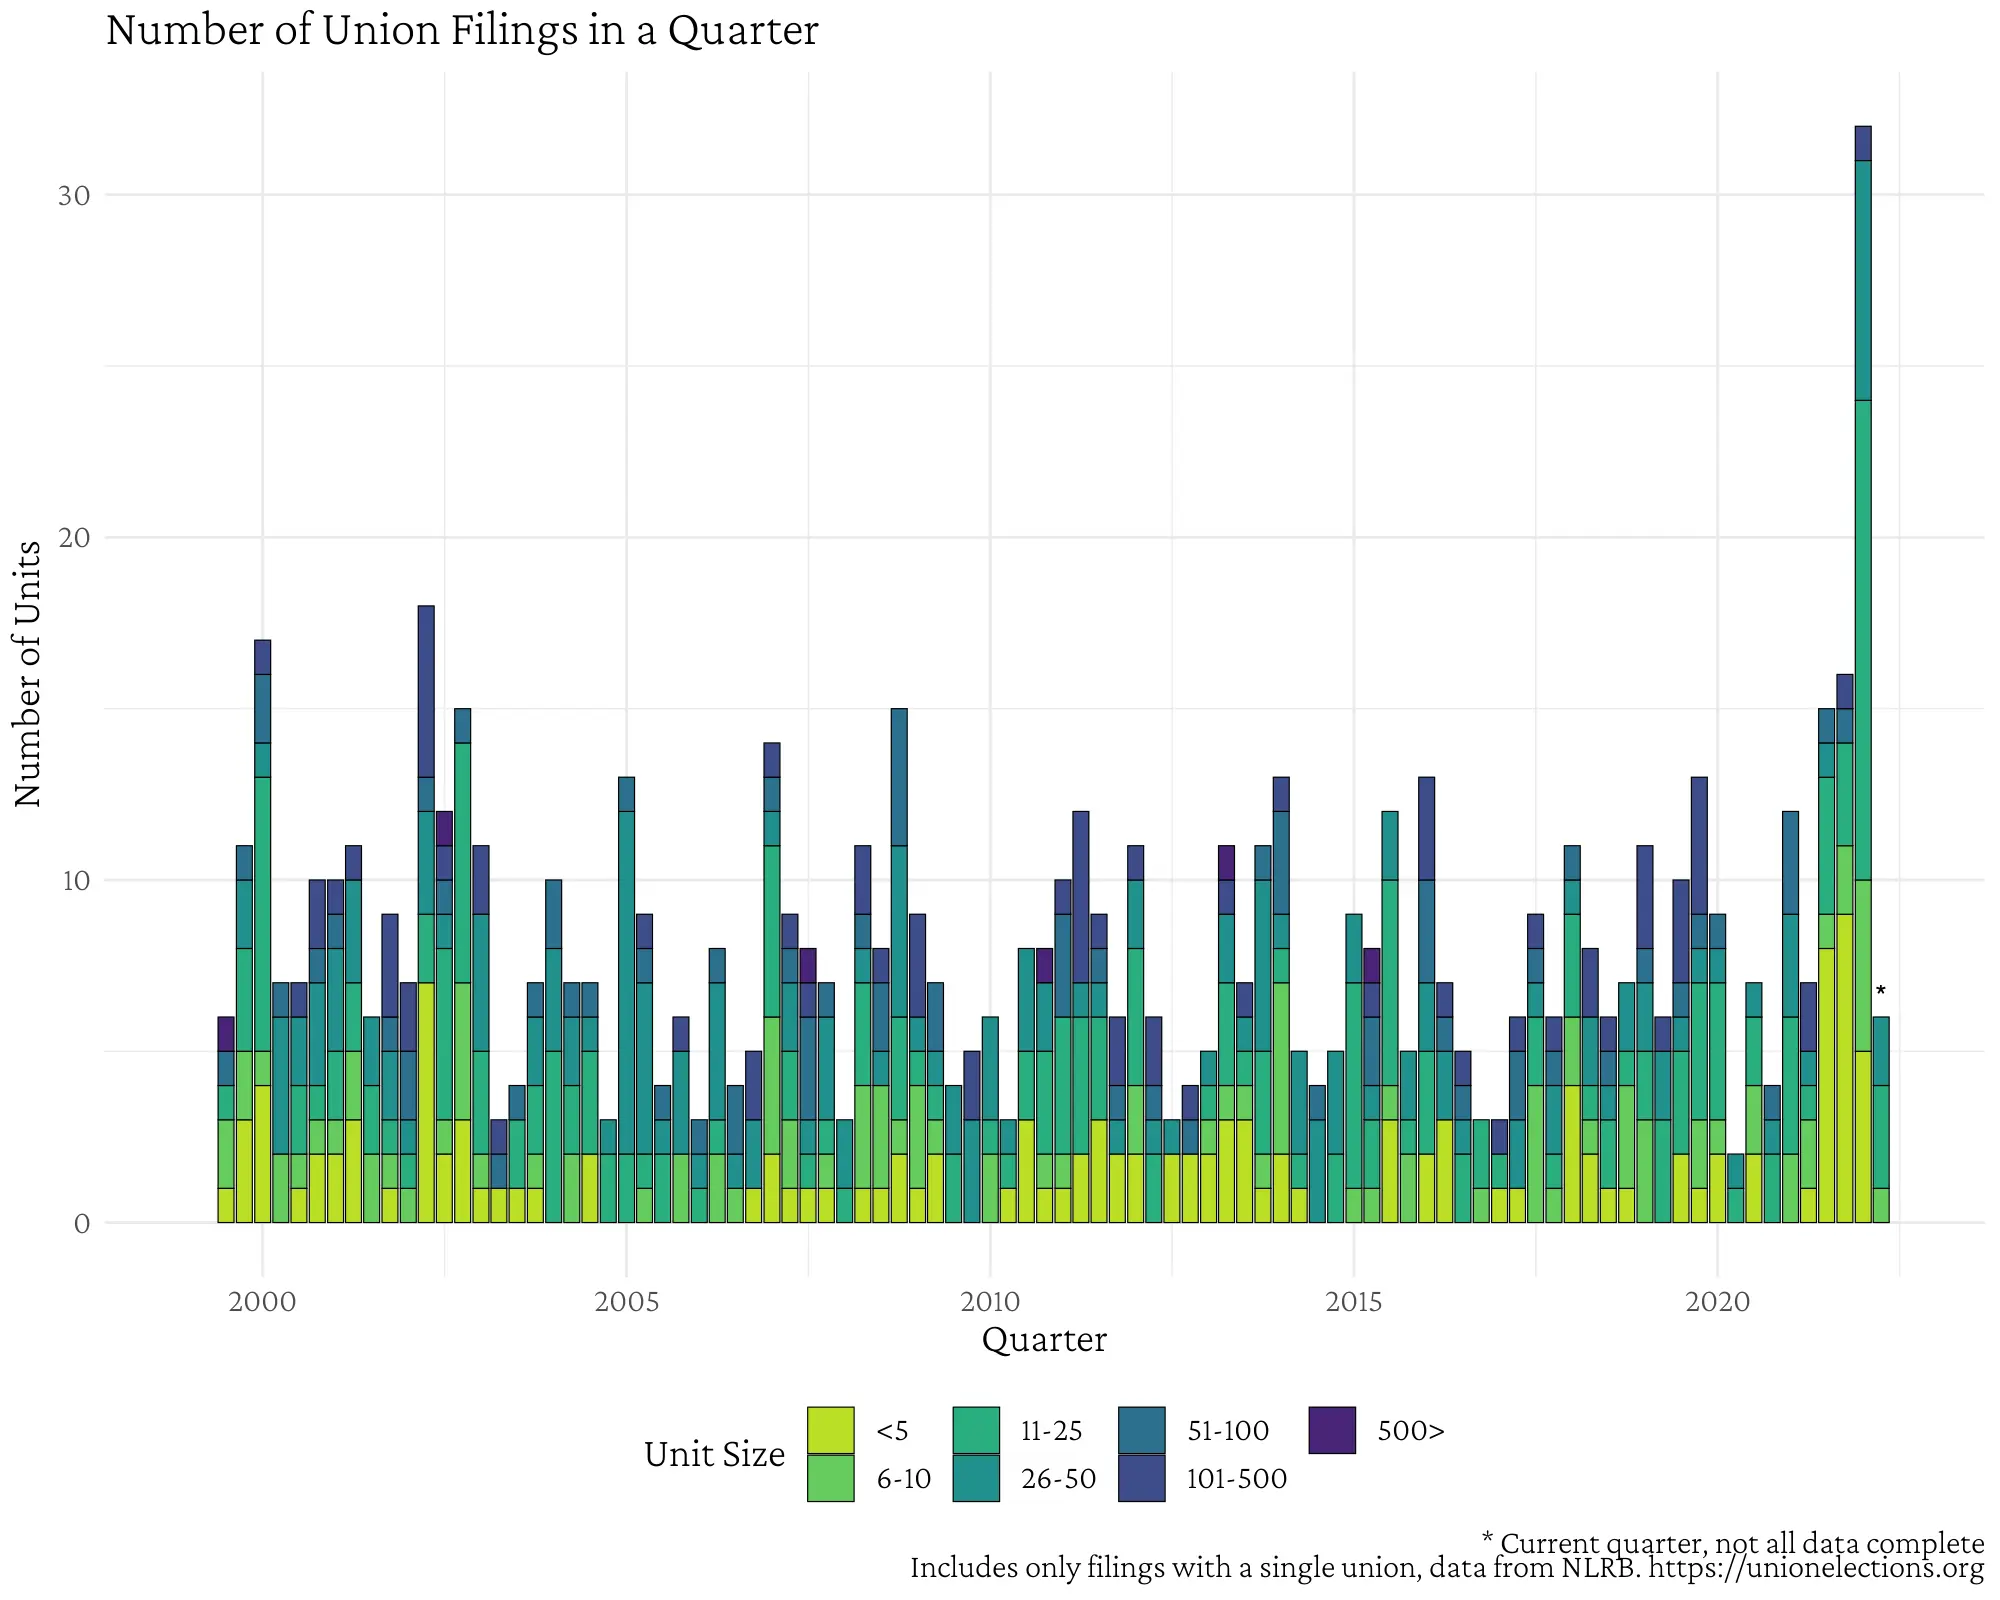 Number of Union Filings in a Quarter
Number of Units
30
20
10
0
*
2000 2005 2010 2015 2020
Quarter
Unit Size
<5 11-25 51-100 500>
6-10 26-50 101-500
* Current quarter, not all data complete
Includes only filings with a single union, data from NLRB. https://unionelections.org